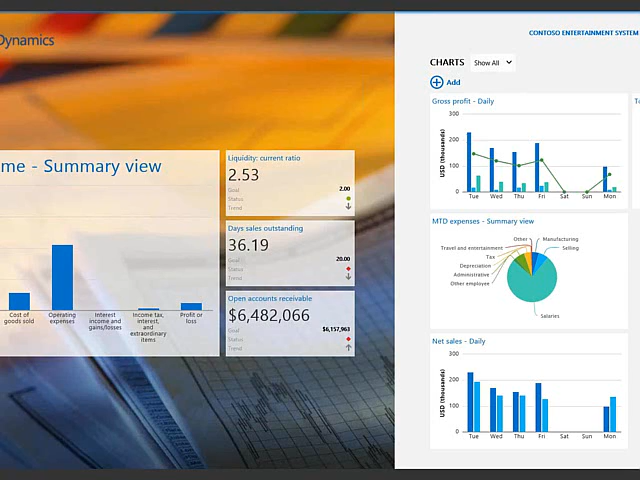 Dynamics
CONTOSO ENTERTAINMENT SYSTEM
CHARTS Show All
Add
me - Summary view
Cost of goods sold
Operating expenses
Interest income and gains/losses
Income tax, interest, and extraordinary items
Profit or loss
Liquidity: current ratio
2.53
Goal 2.00
Status
Trend
Days sales outstanding
36.19
Goal 20.00
Status
Trend
Open accounts receivable
$6,482,066
Goal $6,157,963
Status
Trend
Gross profit - Daily
USD (thousands)
300
200
100
0
Tue Wed Thu Fri Sat Sun Mon
MTD expenses - Summary view
Other
Manufacturing
Travel and entertainment
Selling
Tax
Depreciation
Administrative
Other employee
Salaries
Net sales - Daily
USD (thousands)
300
200
100
0
Tue Wed Thu Fri Sat Sun Mon